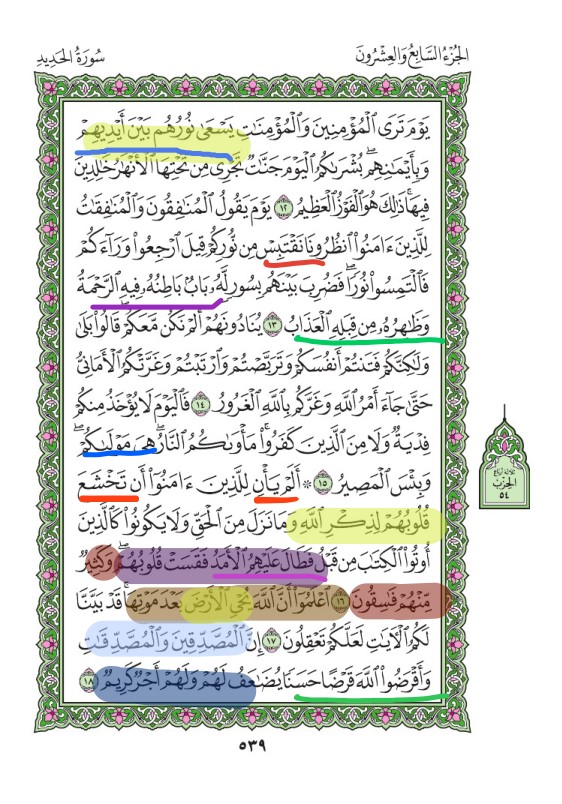 الجُزْءُ السَّابِعُ وَالعِشْرُونَ
سُورَةُ الحَدِيدِ
يَوْمَ تَرَى ٱلْمُؤْمِنِينَ وَٱلْمُؤْمِنَٰتِ يَسْعَىٰ نُورُهُم بَيْنَ أَيْدِيهِمْ
وَبِأَيْمَٰنِهِمۖ بُشْرَىٰكُمُ ٱلْيَوْمَ جَنَّٰتٌ تَجْرِى مِن تَحْتِهَا ٱلْأَنْهَٰرُ خَٰلِدِينَ
فِيهَاۚ ذَٰلِكَ هُوَ ٱلْفَوْزُ ٱلْعَظِيمُ ١٢ يَوْمَ يَقُولُ ٱلْمُنَٰفِقُونَ وَٱلْمُنَٰفِقَٰتُ
لِلَّذِينَ ءَامَنُوا۟ ٱنظُرُونَا نَقْتَبِسْ مِن نُّورِكُمْ قِيلَ ٱرْجِعُوا۟ وَرَآءَكُمْ
فَٱلْتَمِسُوا۟ نُورًاۖ فَضُرِبَ بَيْنَهُم بِسُورٍ لَّهُۥ بَابٌۢ بَاطِنُهُۥ فِيهِ ٱلرَّحْمَةُ
وَظَٰهِرُهُۥ مِن قِبَلِهِ ٱلْعَذَابُ ١٣ يُنَادُونَهُمْ أَلَمْ نَكُن مَّعَكُمْۖ قَالُوا۟ بَلَىٰ
وَلَٰكِنَّكُمْ فَتَنتُمْ أَنفُسَكُمْ وَتَرَبَّصْتُمْ وَٱرْتَبْتُمْ وَغَرَّتْكُمُ ٱلْأَمَانِىُّ
حَتَّىٰ جَآءَ أَمْرُ ٱللَّهِ وَغَرَّكُم بِٱللَّهِ ٱلْغَرُورُ ١٤ فَٱلْيَوْمَ لَا يُؤْخَذُ مِنكُمْ
فِدْيَةٌ وَلَا مِنَ ٱلَّذِينَ كَفَرُوا۟ۚ مَأْوَىٰكُمُ ٱلنَّارُۖ هِىَ مَوْلَىٰكُمْۖ
وَبِئْسَ ٱلْمَصِيرُ ١٥ ۞ أَلَمْ يَأْنِ لِلَّذِينَ ءَامَنُوٓا۟ أَن تَخْشَعَ
قُلُوبُهُمْ لِذِكْرِ ٱللَّهِ وَمَا نَزَلَ مِنَ ٱلْحَقِّ وَلَا يَكُونُوا۟ كَٱلَّذِينَ
أُوتُوا۟ ٱلْكِتَٰبَ مِن قَبْلُ فَطَالَ عَلَيْهِمُ ٱلْأَمَدُ فَقَسَتْ قُلُوبُهُمْۖ وَكَثِيرٌ
مِّنْهُمْ فَٰسِقُونَ ١٦ ٱعْلَمُوٓا۟ أَنَّ ٱللَّهَ يُحْىِ ٱلْأَرْضَ بَعْدَ مَوْتِهَاۚ قَدْ بَيَّنَّا
لَكُمُ ٱلْءَايَٰتِ لَعَلَّكُمْ تَعْقِلُونَ ١٧ إِنَّ ٱلْمُصَّدِّقِينَ وَٱلْمُصَّدِّقَٰتِ
وَأَقْرَضُوا۟ ٱللَّهَ قَرْضًا حَسَنًا يُضَٰعَفُ لَهُمْ وَلَهُمْ أَجْرٌ كَرِيمٌ ١٨
الحِزْب
٥٤
٥٣٩